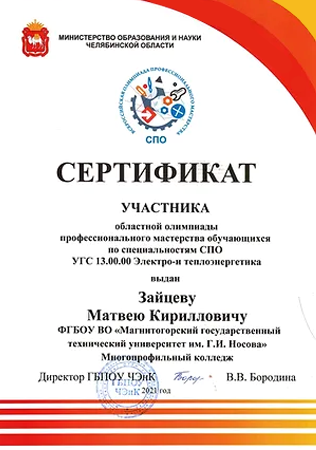 МИНИСТЕРСТВО ОБРАЗОВАНИЯ И НАУКИ
ЧЕЛЯБИНСКОЙ ОБЛАСТИ
ВСЕРОССИЙСКАЯ ОЛИМПИАДА ПРОФЕССИОНАЛЬНОГО МАСТЕРСТВА
СПО
СЕРТИФИКАТ
УЧАСТНИКА
областной олимпиады
профессионального мастерства обучающихся
по специальностям СПО
УГС 13.00.00 Электро-и теплоэнергетика
выдан
Зайцеву
Матвею Кирилловичу
ФГБОУ ВО «Магнитогорский государственный
технический университет им. Г.И. Носова»
Многопрофильный колледж
Директор ГБПОУ ЧЭнК В.В. Бородина
ГБПОУ
ЧЭнК
2021 год